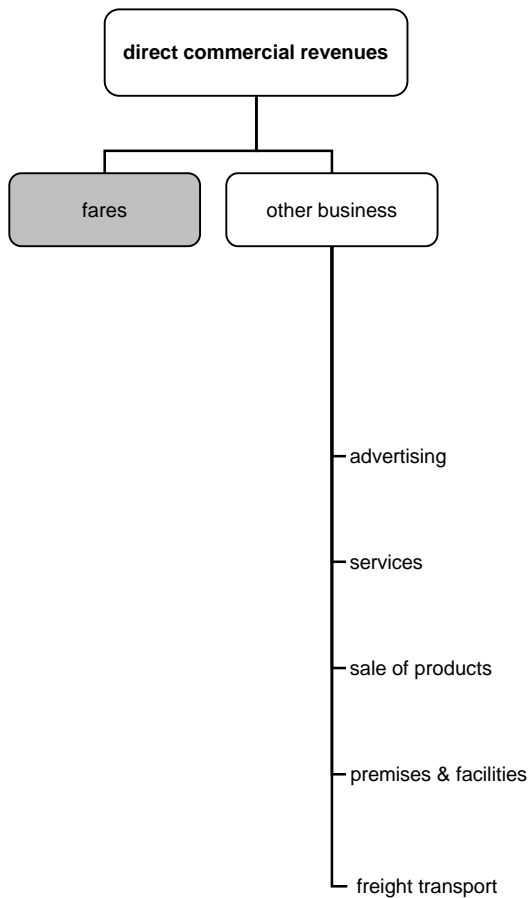 direct commercial revenues
fares
other business
advertising
services
sale of products
premises & facilities
freight transport